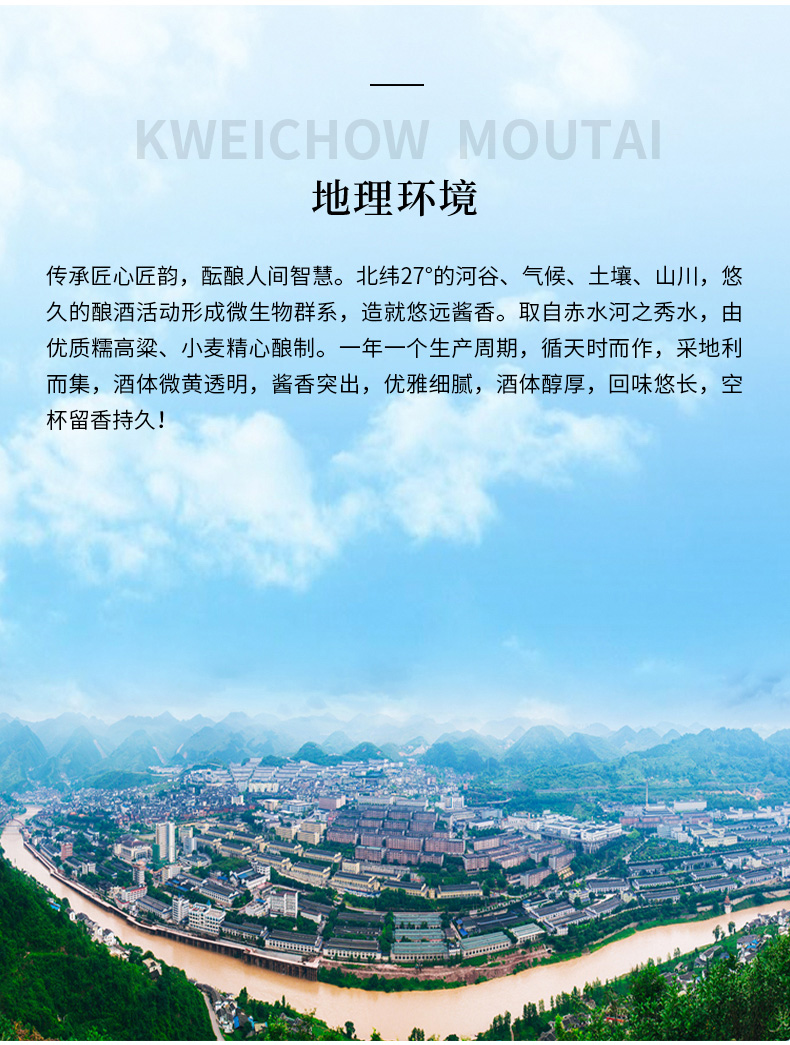 KWEICHOW MOUTAI
地理环境
传承匠心匠韵，酝酿人间智慧。北纬27°的河谷、气候、土壤、山川，悠
久的酿酒活动形成微生物群系，造就悠远酱香。取自赤水河之秀水，由
优质糯高粱、小麦精心酿制。一年一个生产周期，循天时而作，采地利
而集，酒体微黄透明，酱香突出，优雅细腻，酒体醇厚，回味悠长，空
杯留香持久！